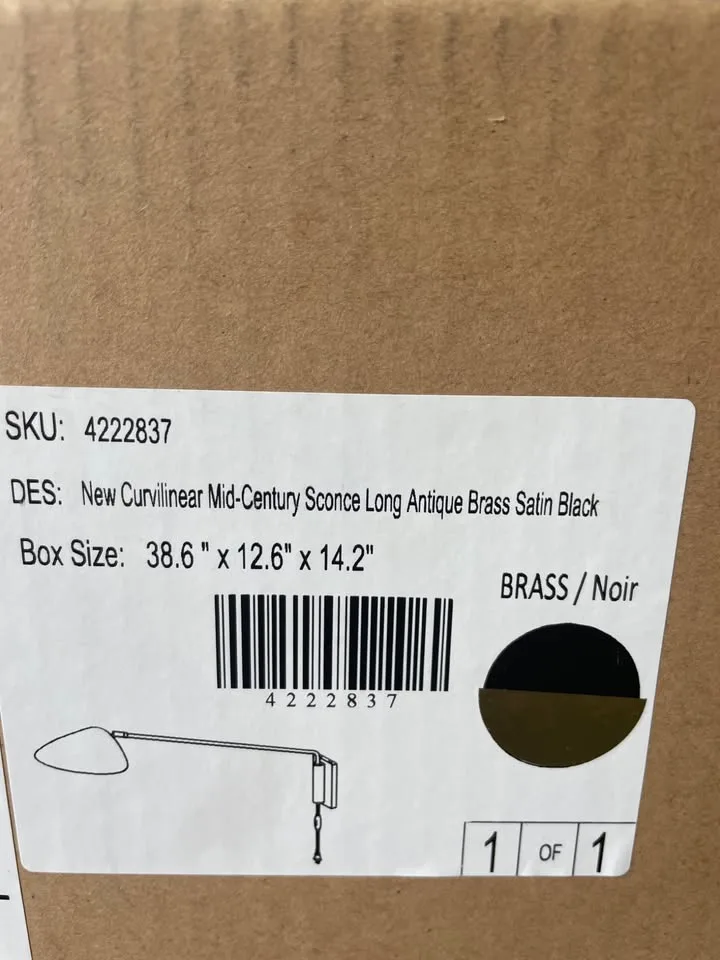 SKU: 4222837
DES: New Curvilinear Mid-Century Sconce Long Antique Brass Satin Black
Box Size: 38.6 " x 12.6" x 14.2"
BRASS / Noir
4222837
1 OF 1